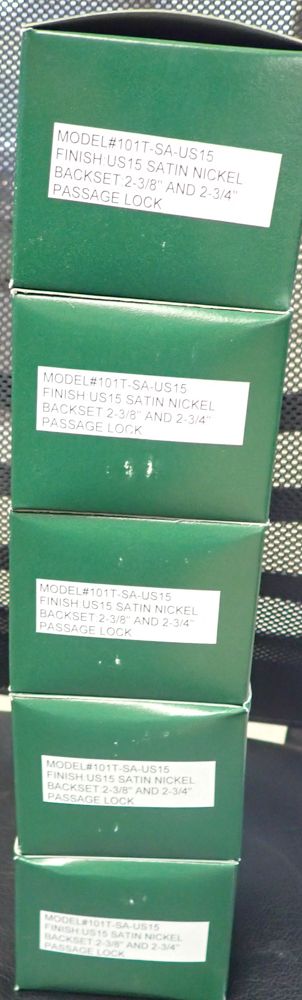 MODEL#101T-SA-US15
FINISH:US15 SATIN NICKEL
BACKSET:2-3/8" AND 2-3/4"
PASSAGE LOCK
MODEL#101T-SA-US15
FINISH:US15 SATIN NICKEL
BACKSET:2-3/8" AND 2-3/4"
PASSAGE LOCK
MODEL#101T-SA-US15
FINISH:US15 SATIN NICKEL
BACKSET:2-3/8" AND 2-3/4"
PASSAGE LOCK
MODEL#101T-SA-US15
FINISH:US15 SATIN NICKEL
BACKSET:2-3/8" AND 2-3/4"
PASSAGE LOCK
MODEL#101T-SA-US15
FINISH:US15 SATIN NICKEL
BACKSET:2-3/8" AND 2-3/4"
PASSAGE LOCK